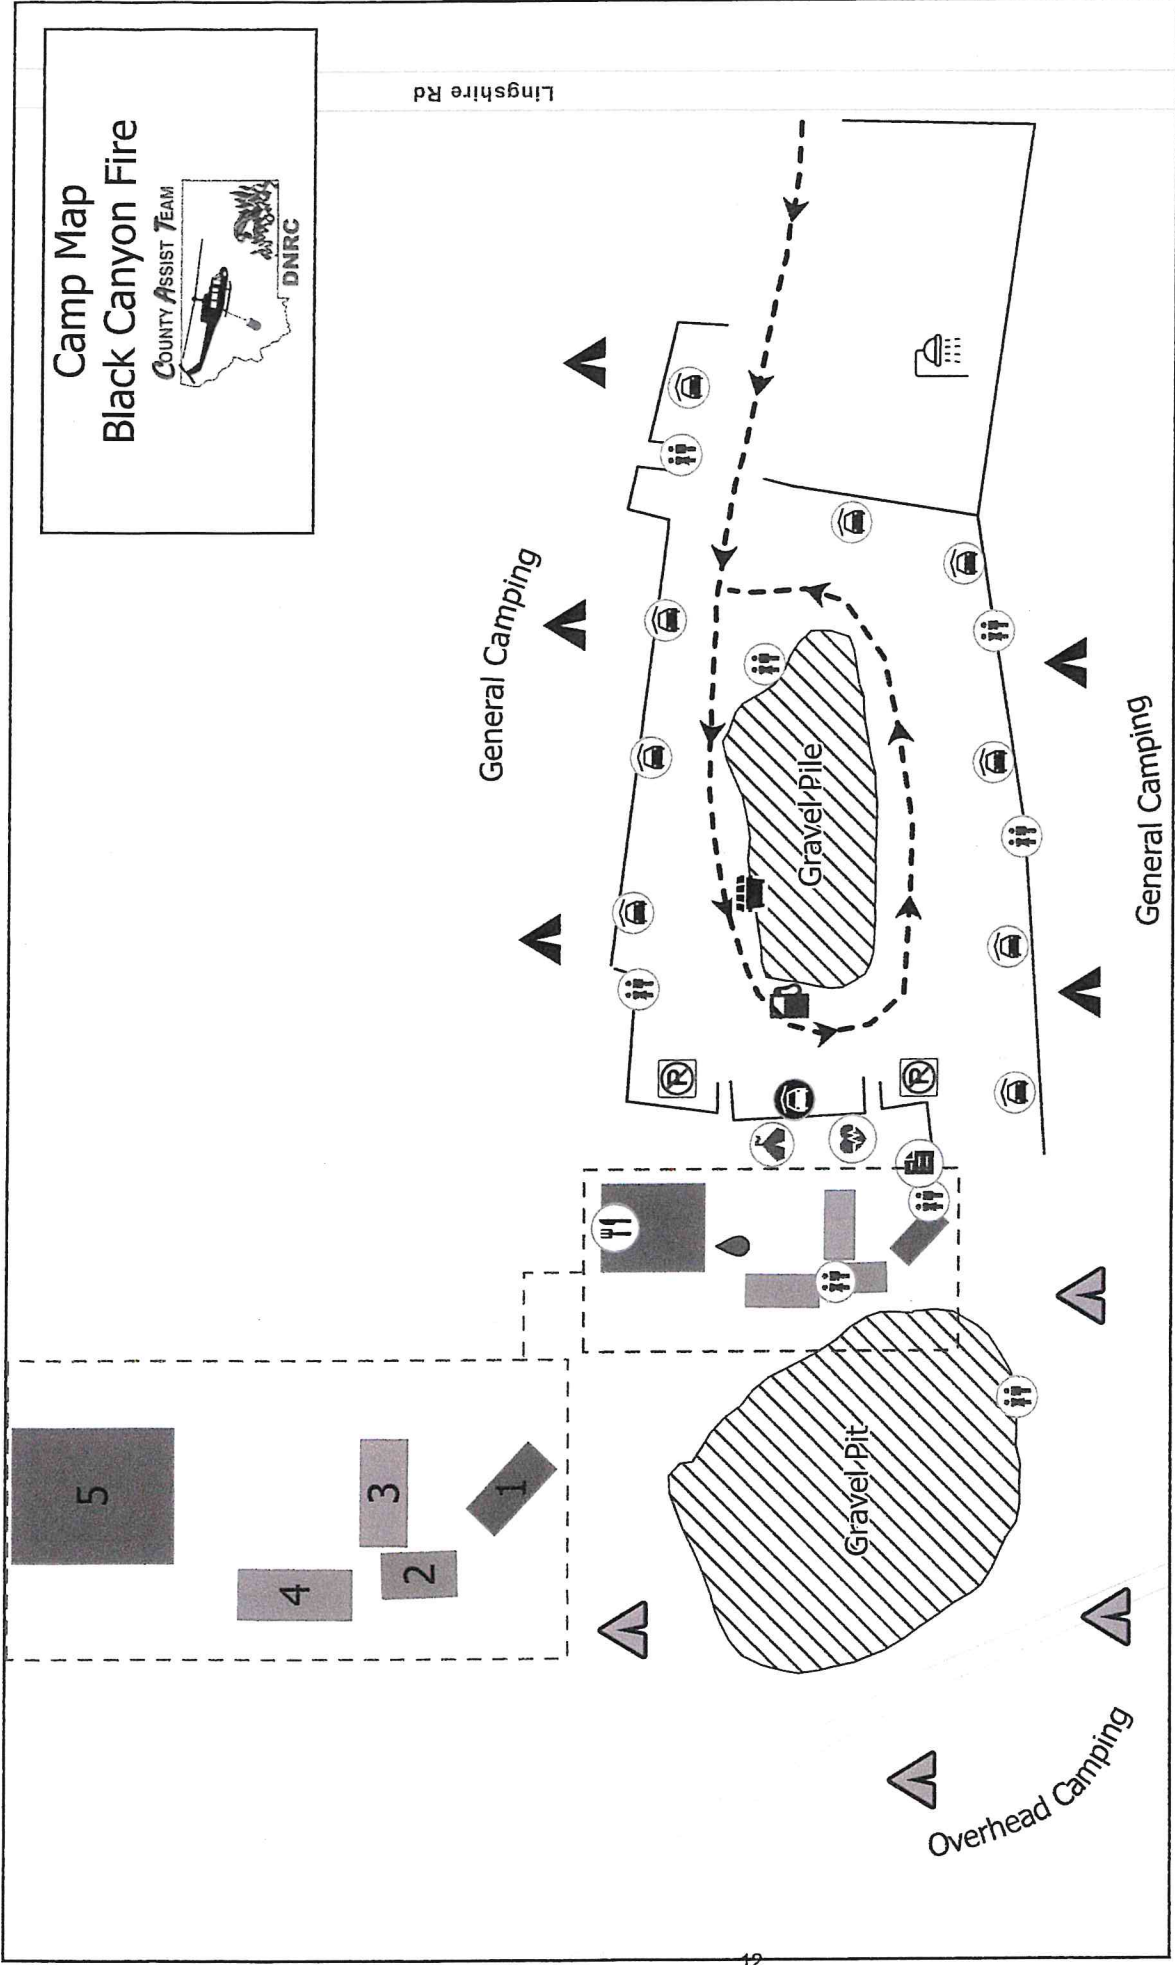 Camp Map
Black Canyon Fire
COUNTY ASSIST TEAM
DNRC
Lingshire Rd
General Camping
General Camping
Gravel Pile
Gravel Pit
Overhead Camping
R
R
5
4
3
2
1
12